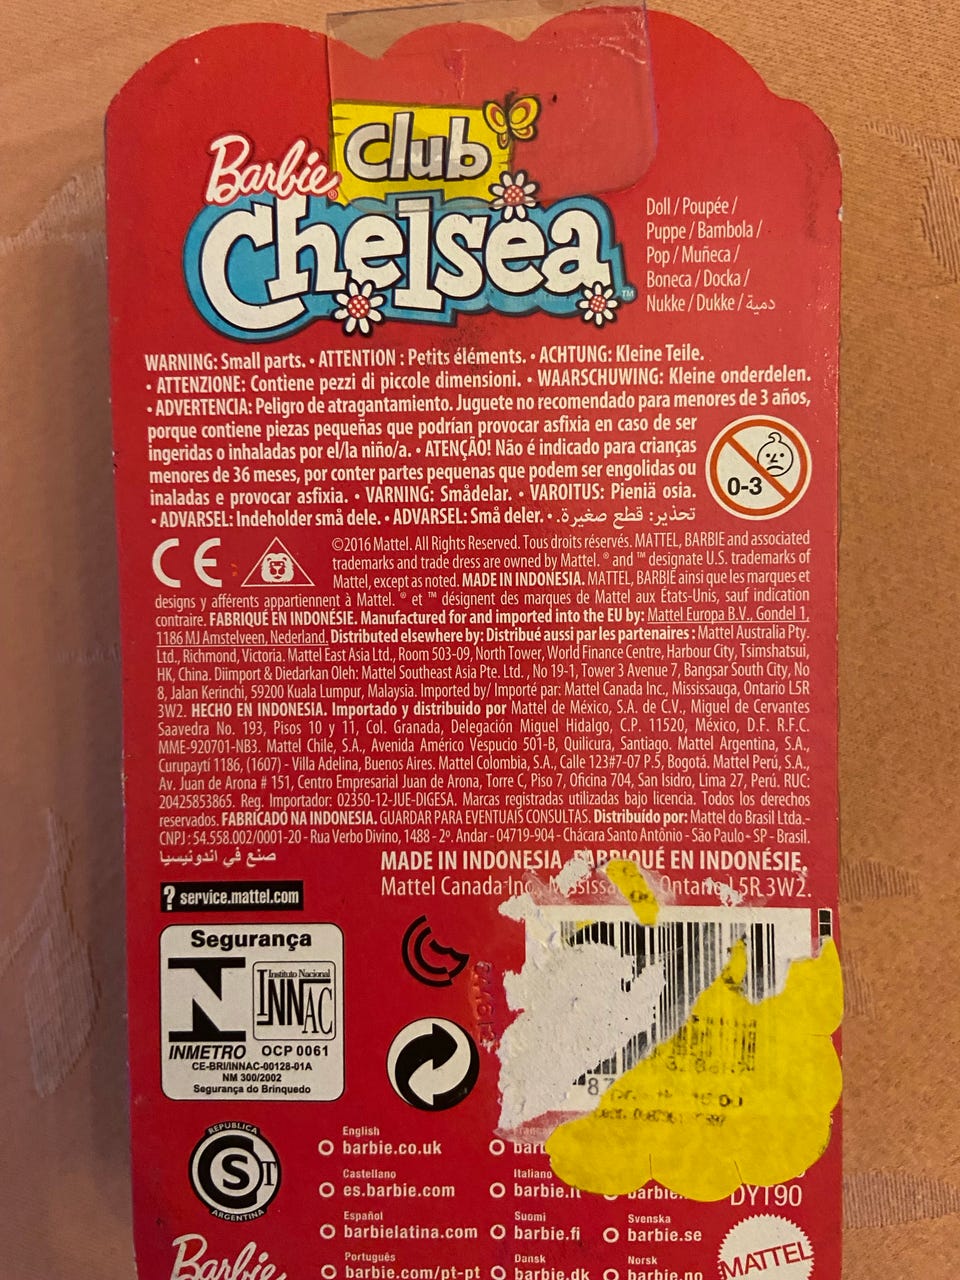 Barbie®
Club
Chelsea™
Doll / Poupée /
Puppe / Bambola /
Pop / Muñeca /
Boneca / Docka /
Nukke / Dukke / دمية
WARNING: Small parts. • ATTENTION : Petits éléments. • ACHTUNG: Kleine Teile.
• ATTENZIONE: Contiene pezzi di piccole dimensioni. • WAARSCHUWING: Kleine onderdelen.
• ADVERTENCIA: Peligro de atragantamiento. Juguete no recomendado para menores de 3 años,
porque contiene piezas pequeñas que podrían provocar asfixia en caso de ser
ingeridas o inhaladas por el/la niño/a. • ATENÇÃO! Não é indicado para crianças
menores de 36 meses, por conter partes pequenas que podem ser engolidas ou
inaladas e provocar asfixia. • VARNING: Smådelar. • VAROITUS: Pieniä osia.
• ADVARSEL: Indeholder små dele. • ADVARSEL: Små deler. • تحذير: قطع صغيرة.
0-3
CE
©2016 Mattel. All Rights Reserved. Tous droits réservés. MATTEL, BARBIE and associated
trademarks and trade dress are owned by Mattel. ® and ™ designate U.S. trademarks of
Mattel, except as noted. MADE IN INDONESIA. MATTEL, BARBIE ainsi que les marques et
designs y afférents appartiennent à Mattel. ® et ™ désignent des marques de Mattel aux États-Unis, sauf indication
contraire. FABRIQUÉ EN INDONÉSIE. Manufactured for and imported into the EU by: Mattel Europa B.V., Gondel 1,
1186 MJ Amstelveen, Nederland. Distributed elsewhere by: Distribué aussi par les partenaires : Mattel Australia Pty.
Ltd., Richmond, Victoria. Mattel East Asia Ltd., Room 503-09, North Tower, World Finance Centre, Harbour City, Tsimshatsui,
HK, China. Diimport & Diedarkan Oleh: Mattel Southeast Asia Pte. Ltd., No 19-1, Tower 3 Avenue 7, Bangsar South City, No
8, Jalan Kerinchi, 59200 Kuala Lumpur, Malaysia. Imported by/ Importé par: Mattel Canada Inc., Mississauga, Ontario L5R
3W2. HECHO EN INDONESIA. Importado y distribuido por Mattel de México, S.A. de C.V., Miguel de Cervantes
Saavedra No. 193, Pisos 10 y 11, Col. Granada, Delegación Miguel Hidalgo, C.P. 11520, México, D.F. R.F.C.
MME-920701-NB3. Mattel Chile, S.A., Avenida Américo Vespucio 501-B, Quilicura, Santiago. Mattel Argentina, S.A.,
Curupaytí 1186, (1607) - Villa Adelina, Buenos Aires. Mattel Colombia, S.A., Calle 123#7-07 P.5, Bogotá. Mattel Perú, S.A.,
Av. Juan de Arona # 151, Centro Empresarial Juan de Arona, Torre C, Piso 7, Oficina 704, San Isidro, Lima 27, Perú. RUC:
20425853865. Reg. Importador: 02350-12-JUE-DIGESA. Marcas registradas utilizadas bajo licencia. Todos los derechos
reservados. FABRICADO NA INDONESIA. GUARDAR PARA EVENTUAIS CONSULTAS. Distribuído por: Mattel do Brasil Ltda.-
CNPJ : 54.558.002/0001-20 - Rua Verbo Divino, 1488 - 2º. Andar - 04719-904 - Chácara Santo Antônio - São Paulo - SP - Brasil.
صنع في اندونيسيا
MADE IN INDONESIA. FABRIQUÉ EN INDONÉSIE.
Mattel Canada Inc., Ontario L5R 3W2.
? service.mattel.com
Segurança
N
Instituto Nacional
INNAC
INMETRO OCP 0061
CE-BRI/INNAC-00128-01A
NM 300/2002
Segurança do Brinquedo
REPUBLICA
CST
ARGENTINA
English
barbie.co.uk
Castellano
es.barbie.com
Italiano
DYT90
Español
barbielatina.com
Suomi
barbie.fi
Svenska
barbie.se
Português
barbie.com/pt-pt
Dansk
barbie.dk
Norsk
barbie.no
Barbie
MATTEL